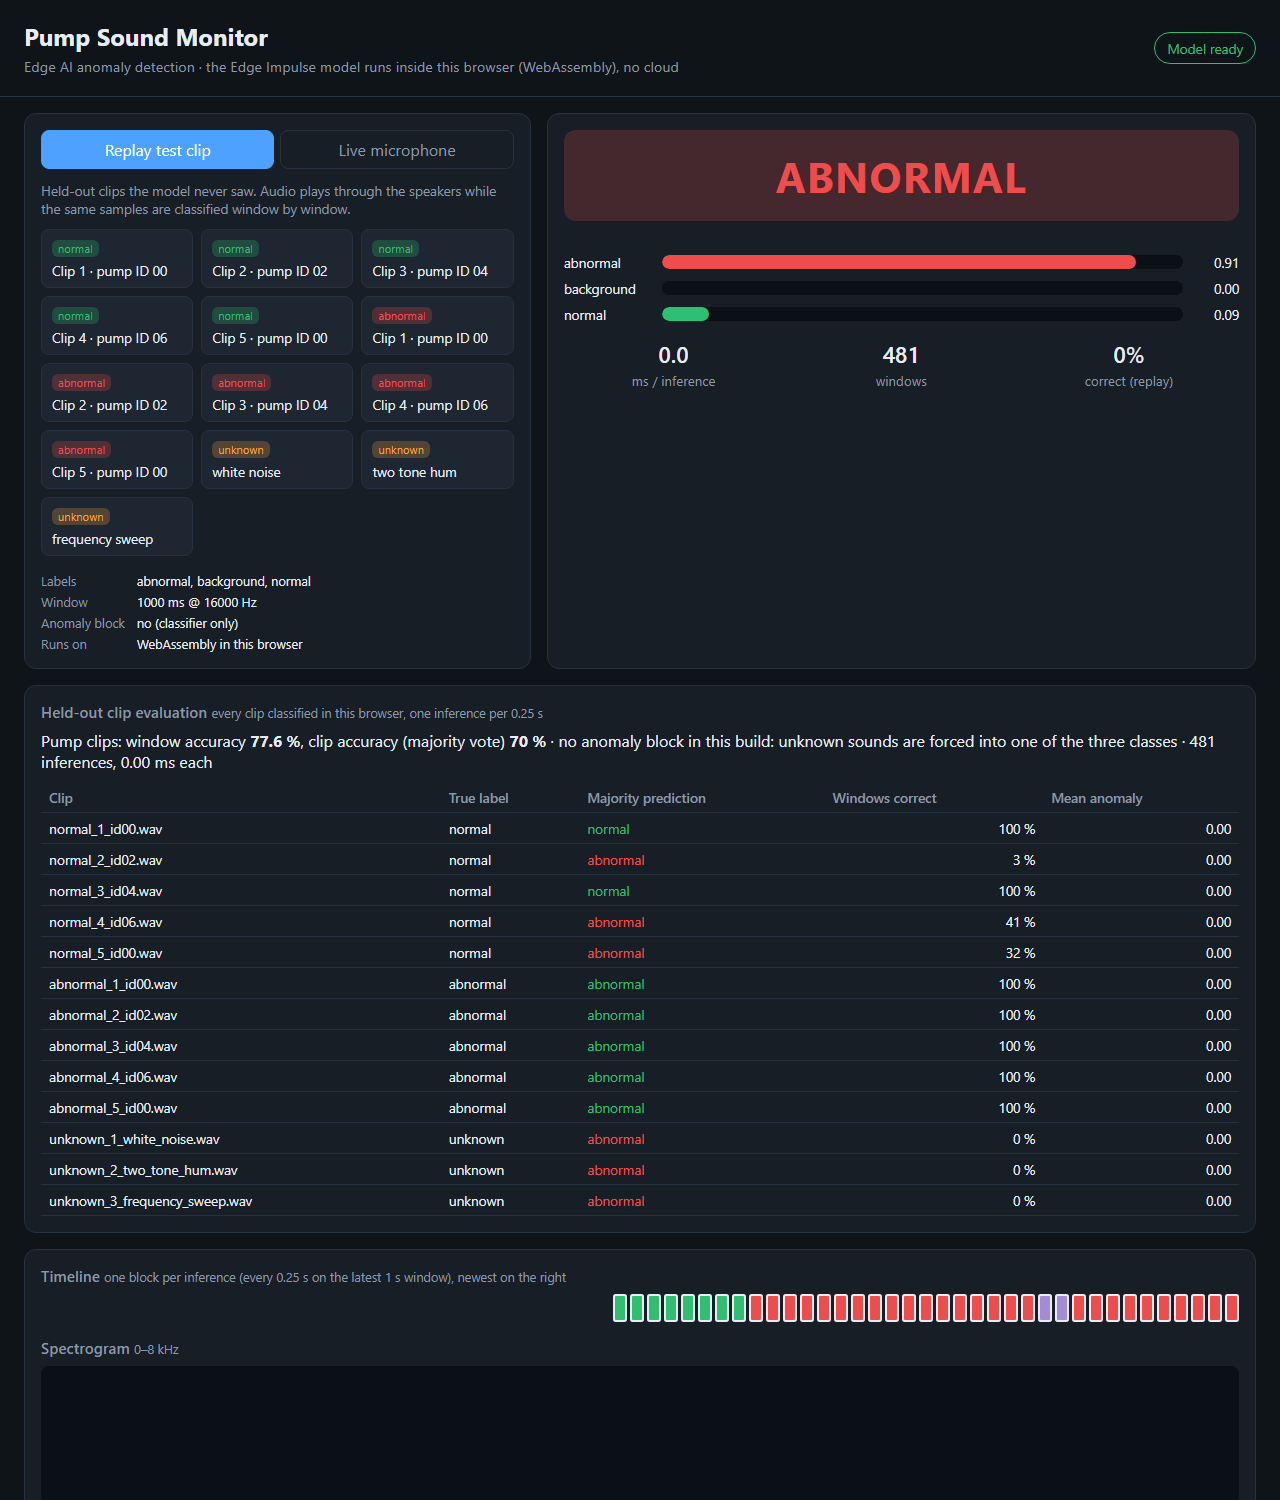 Pump Sound Monitor
Edge AI anomaly detection · the Edge Impulse model runs inside this browser (WebAssembly), no cloud
Model ready
Replay test clip
Live microphone
Held-out clips the model never saw. Audio plays through the speakers while
the same samples are classified window by window.
normal
Clip 1 · pump ID 00
normal
Clip 2 · pump ID 02
normal
Clip 3 · pump ID 04
normal
Clip 4 · pump ID 06
normal
Clip 5 · pump ID 00
abnormal
Clip 1 · pump ID 00
abnormal
Clip 2 · pump ID 02
abnormal
Clip 3 · pump ID 04
abnormal
Clip 4 · pump ID 06
abnormal
Clip 5 · pump ID 00
unknown
white noise
unknown
two tone hum
unknown
frequency sweep
Labels abnormal, background, normal
Window 1000 ms @ 16000 Hz
Anomaly block no (classifier only)
Runs on WebAssembly in this browser
ABNORMAL
abnormal 0.91
background 0.00
normal 0.09
0.0
ms / inference
481
windows
0%
correct (replay)
Held-out clip evaluation every clip classified in this browser, one inference per 0.25 s
Pump clips: window accuracy 77.6 %, clip accuracy (majority vote) 70 % · no anomaly block in this build: unknown sounds are forced into one of the three classes · 481
inferences, 0.00 ms each
Clip True label Majority prediction Windows correct Mean anomaly
normal_1_id00.wav normal normal 100 % 0.00
normal_2_id02.wav normal abnormal 3 % 0.00
normal_3_id04.wav normal normal 100 % 0.00
normal_4_id06.wav normal abnormal 41 % 0.00
normal_5_id00.wav normal abnormal 32 % 0.00
abnormal_1_id00.wav abnormal abnormal 100 % 0.00
abnormal_2_id02.wav abnormal abnormal 100 % 0.00
abnormal_3_id04.wav abnormal abnormal 100 % 0.00
abnormal_4_id06.wav abnormal abnormal 100 % 0.00
abnormal_5_id00.wav abnormal abnormal 100 % 0.00
unknown_1_white_noise.wav unknown abnormal 0 % 0.00
unknown_2_two_tone_hum.wav unknown abnormal 0 % 0.00
unknown_3_frequency_sweep.wav unknown abnormal 0 % 0.00
Timeline one block per inference (every 0.25 s on the latest 1 s window), newest on the right
Spectrogram 0–8 kHz